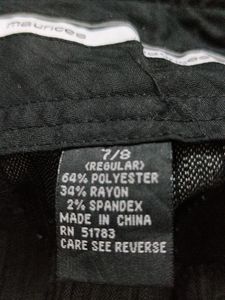 maurices
7/8
(REGULAR)
64% POLYESTER
34% RAYON
2% SPANDEX
MADE IN CHINA
RN 51783
CARE SEE REVERSE